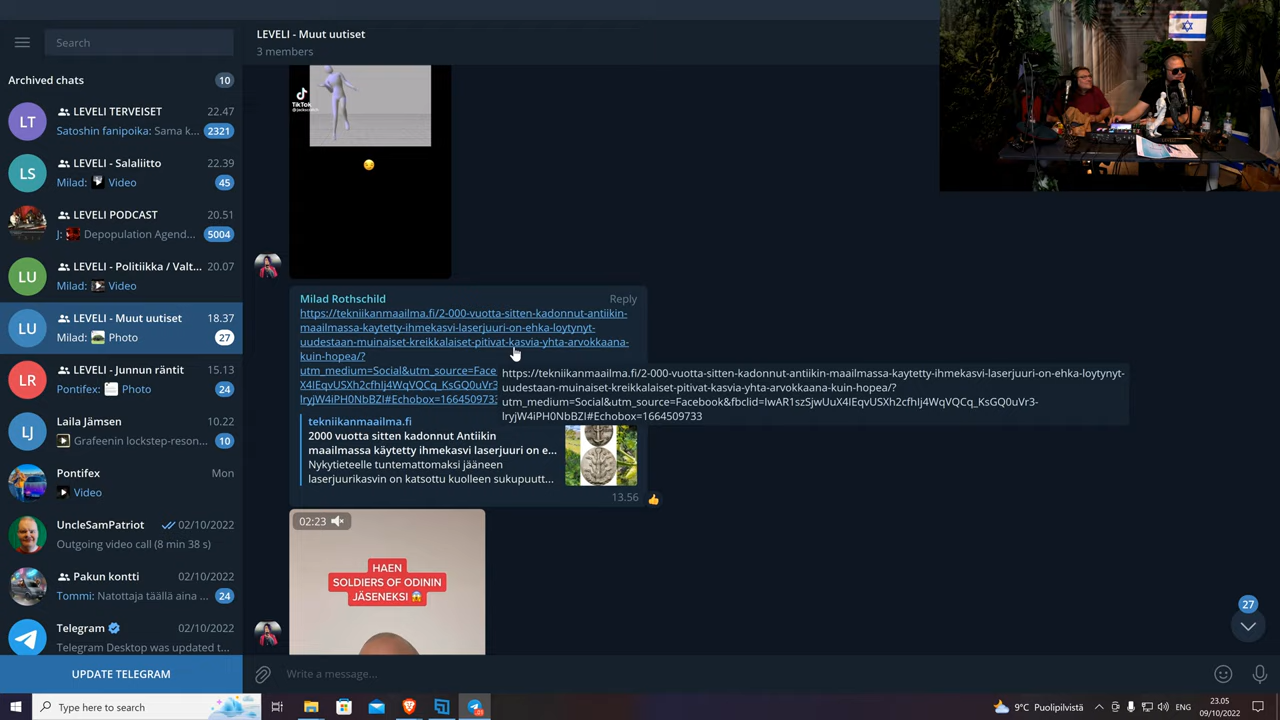 Search
Archived chats
10
LT
LEVELI TERVEISET
22.47
Satoshin fanipoika: Sama k...
2321
LS
LEVELI - Salaliitto
22.39
Milad: Video
45
LEVELI PODCAST
20.51
J: Depopulation Agend...
5004
LU
LEVELI - Politiikka / Valt...
20.07
Milad: Video
LU
LEVELI - Muut uutiset
18.37
Milad: Photo
27
LR
LEVELI - Junnun räntit
15.13
Pontifex: Photo
24
LJ
Laila Jämsen
10.22
Grafeenin lockstep-reson...
10
Pontifex
Mon
Video
UncleSamPatriot
02/10/2022
Outgoing video call (8 min 38 s)
Pakun kontti
02/10/2022
Tommi: Natottaja täällä aina ...
24
Telegram
02/10/2022
Telegram Desktop was updated t...
UPDATE TELEGRAM
LEVELI - Muut uutiset
3 members
TikTok
Milad Rothschild
Reply
https://tekniikanmaailma.fi/2-000-vuotta-sitten-kadonnut-antiikin-
maailmassa-kaytetty-ihmekasvi-laserjuuri-on-ehka-loytynyt-
uudestaan-muinaiset-kreikkalaiset-pitivat-kasvia-yhta-arvokkaana-
kuin-hopea/?
utm_medium=Social&utm_source=Face
X4IEqvUSXh2cfhIj4WqVQCq_KsGQ0uVr3
lryjW4iPH0NbBZI#Echobox=1664509733
https://tekniikanmaailma.fi/2-000-vuotta-sitten-kadonnut-antiikin-maailmassa-kaytetty-ihmekasvi-laserjuuri-on-ehka-loytynyt-
uudestaan-muinaiset-kreikkalaiset-pitivat-kasvia-yhta-arvokkaana-kuin-hopea/?
utm_medium=Social&utm_source=Facebook&fbclid=IwAR1szSjwUuX4IEqvUSXh2cfhIj4WqVQCq_KsGQ0uVr3-
lryjW4iPH0NbBZI#Echobox=1664509733
tekniikanmaailma.fi
2000 vuotta sitten kadonnut Antiikin
maailmassa käytetty ihmekasvi laserjuuri on e...
Nykytieteelle tuntemattomaksi jääneen
laserjuurikasvin on katsottu kuolleen sukupuutt...
13.56
02:23
HAEN
SOLDIERS OF ODININ
JÄSENEKSI
27
Write a message...
Type here to search
9°C Puolipilvistä
ENG
23.05
09/10/2022